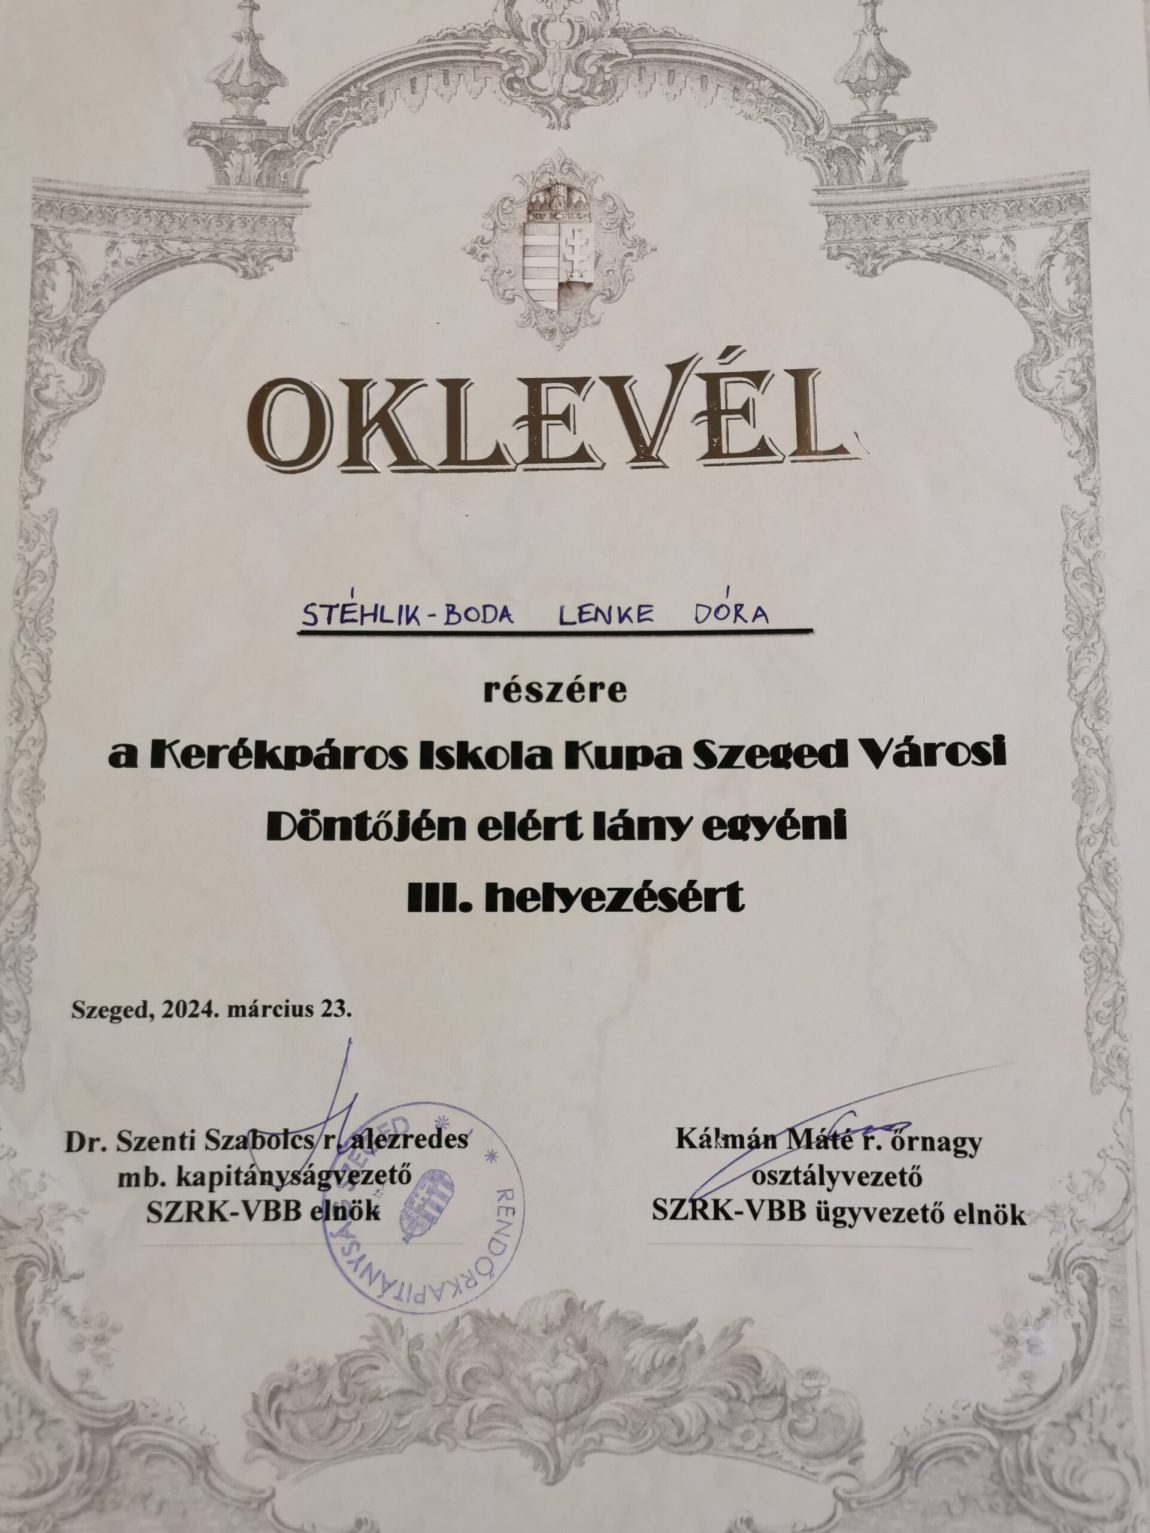 OKLEVÉL
STÉHLIK-BODA LENKE DÓRA
részére
a Kerékpáros Iskola Kupa Szeged Városi
Döntőjén elért lány egyéni
III. helyezésért
Szeged, 2024. március 23.
Dr. Szenti Szabolcs r. alezredes
mb. kapitányságvezető
SZRK-VBB elnök
Kálmán Máté r. őrnagy
osztályvezető
SZRK-VBB ügyvezető elnök
RENDŐRKAPITÁNYSÁG SZEGED